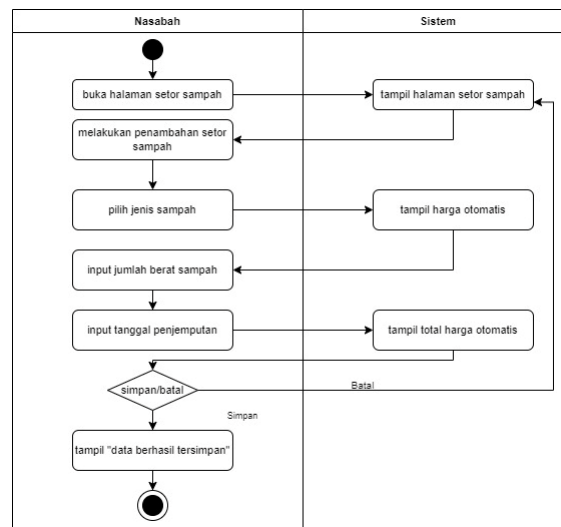 Nasabah
Sistem
buka halaman setor sampah
tampil halaman setor sampah
melakukan penambahan setor
sampah
pilih jenis sampah
tampil harga otomatis
input jumlah berat sampah
input tanggal penjemputan
tampil total harga otomatis
simpan/batal
Batal
Simpan
tampil "data berhasil tersimpan"